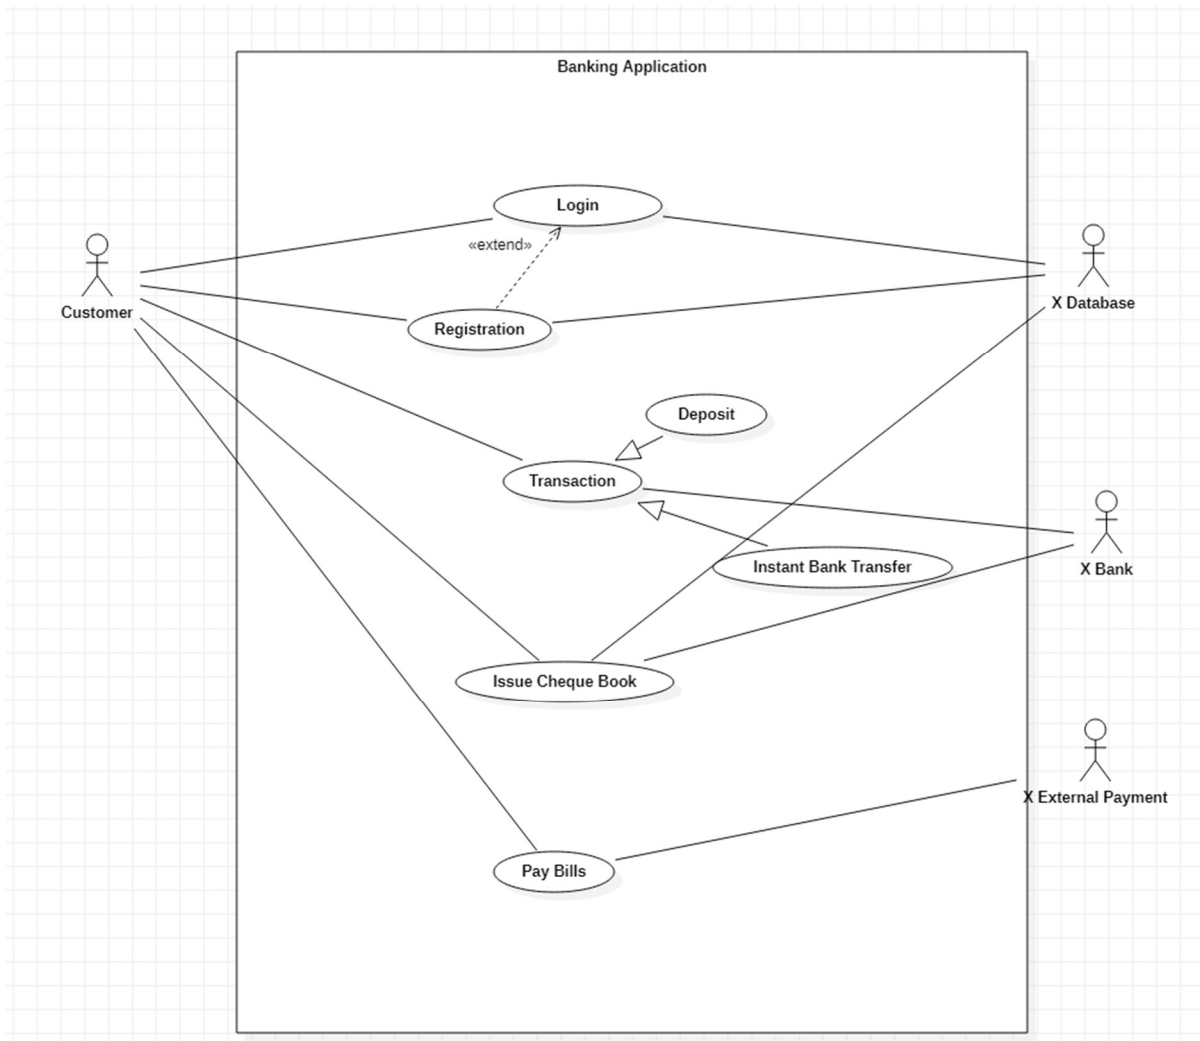 Banking Application
Login
«extend»
Customer
X Database
Registration
Deposit
Transaction
Instant Bank Transfer
X Bank
Issue Cheque Book
X External Payment
Pay Bills